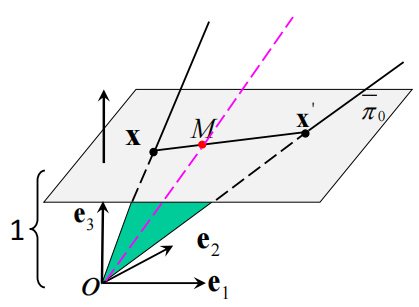 x M x'
π̄₀
1
e₃
e₂
O e₁